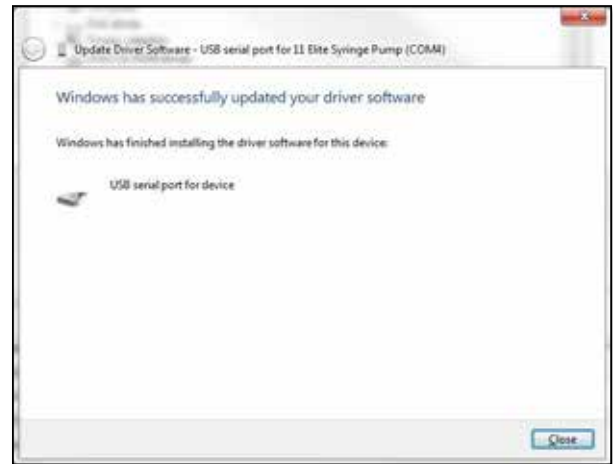 Update Driver Software - USB serial port for 11 Elite Syringe Pump (COM4)
Windows has successfully updated your driver software
Windows has finished installing the driver software for this device:
USB serial port for device
Close